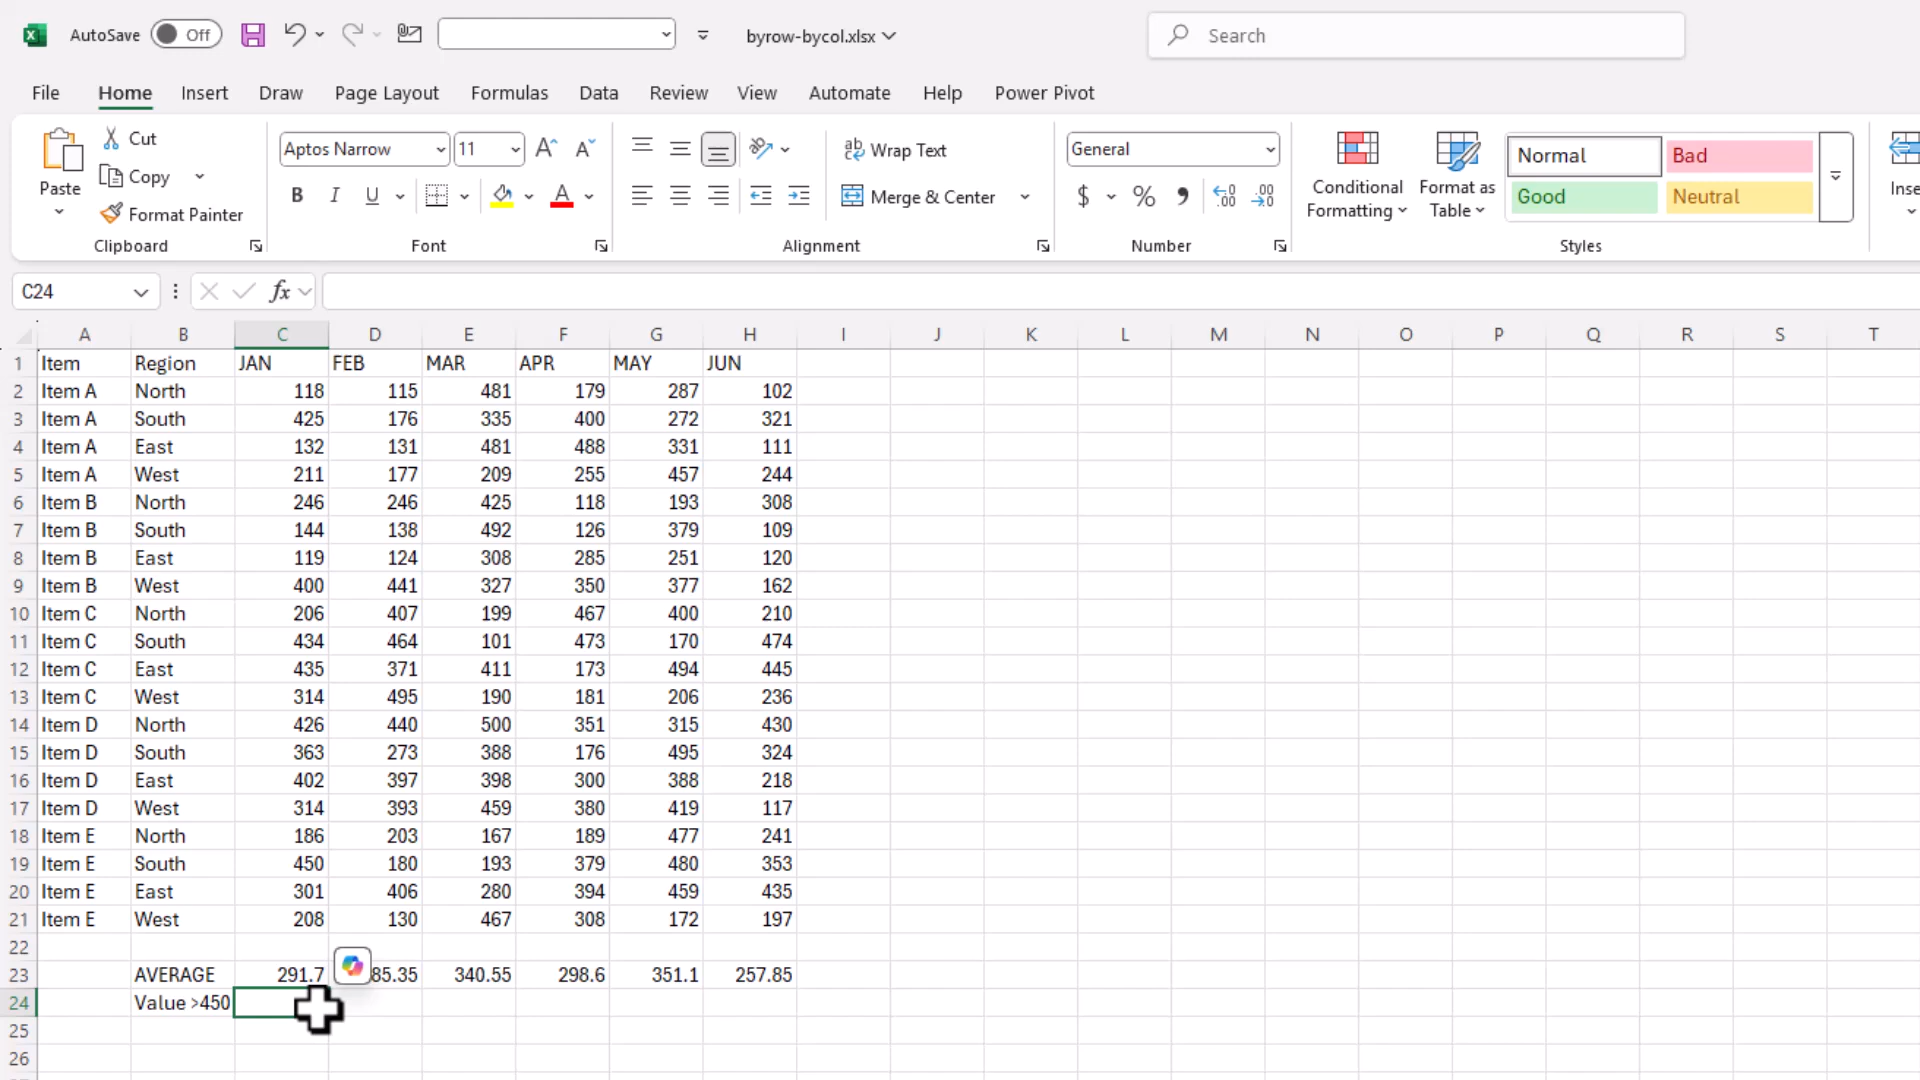 AutoSave Off byrow-bycol.xlsx Search
File Home Insert Draw Page Layout Formulas Data Review View Automate Help Power Pivot
Paste Cut Copy Format Painter Clipboard
Aptos Narrow 11 A A B I U A Font
ab Wrap Text Merge & Center Alignment
General $ % Number
Conditional Formatting Format as Table
Normal Bad Good Neutral Styles
Inse
C24 fx
A B C D E F G H I J K L M N O P Q R S T
1 Item Region JAN FEB MAR APR MAY JUN
2 Item A North 118 115 481 179 287 102
3 Item A South 425 176 335 400 272 321
4 Item A East 132 131 481 488 331 111
5 Item A West 211 177 209 255 457 244
6 Item B North 246 246 425 118 193 308
7 Item B South 144 138 492 126 379 109
8 Item B East 119 124 308 285 251 120
9 Item B West 400 441 327 350 377 162
10 Item C North 206 407 199 467 400 210
11 Item C South 434 464 101 473 170 474
12 Item C East 435 371 411 173 494 445
13 Item C West 314 495 190 181 206 236
14 Item D North 426 440 500 351 315 430
15 Item D South 363 273 388 176 495 324
16 Item D East 402 397 398 300 388 218
17 Item D West 314 393 459 380 419 117
18 Item E North 186 203 167 189 477 241
19 Item E South 450 180 193 379 480 353
20 Item E East 301 406 280 394 459 435
21 Item E West 208 130 467 308 172 197
22
23 AVERAGE 291.7 85.35 340.55 298.6 351.1 257.85
24 Value >450
25
26